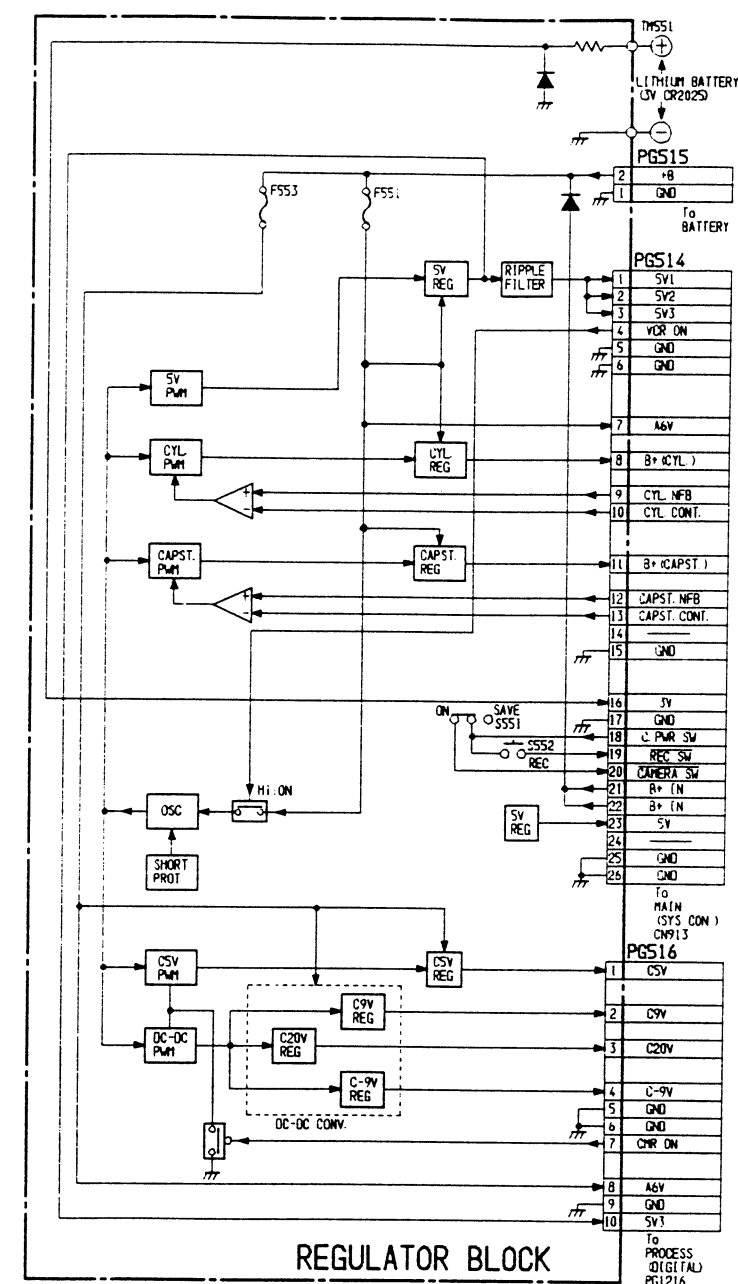 TM551
+
LITHIUM BATTERY
(3V CR2025)
−
PG515
2 +B
1 GND
To
BATTERY
F553
F551
PG514
5V
REG
RIPPLE
FILTER
1 5V1
2 5V2
3 5V3
4 VCR ON
5 GND
6 GND
5V
PWM
7 A6V
CYL.
PWM
CYL.
REG
8 B+ (CYL.)
+
−
9 CYL. NFB
10 CYL. CONT.
CAPST.
PWM
CAPST.
REG
11 B+ (CAPST.)
+
−
12 CAPST. NFB
13 CAPST. CONT.
14
15 GND
16 3V
ON
SAVE
S551
17 GND
18 C. PWR SW
S552
19 REC SW
REC
20 CAMERA SW
21 B+ IN
22 B+ IN
Hi:ON
OSC
5V
REG
23 5V
24
25 GND
26 GND
SHORT
PROT
To
MAIN
(SYS CON)
CN913
PG516
C5V
PWM
C5V
REG
1 C5V
C9V
REG
2 C9V
DC-DC
PWM
C20V
REG
3 C20V
C-9V
REG
4 C-9V
5 GND
DC-DC CONV.
6 GND
7 CMR ON
8 A6V
9 GND
10 5V3
To
PROCESS
(DIGITAL)
PG1216
REGULATOR BLOCK